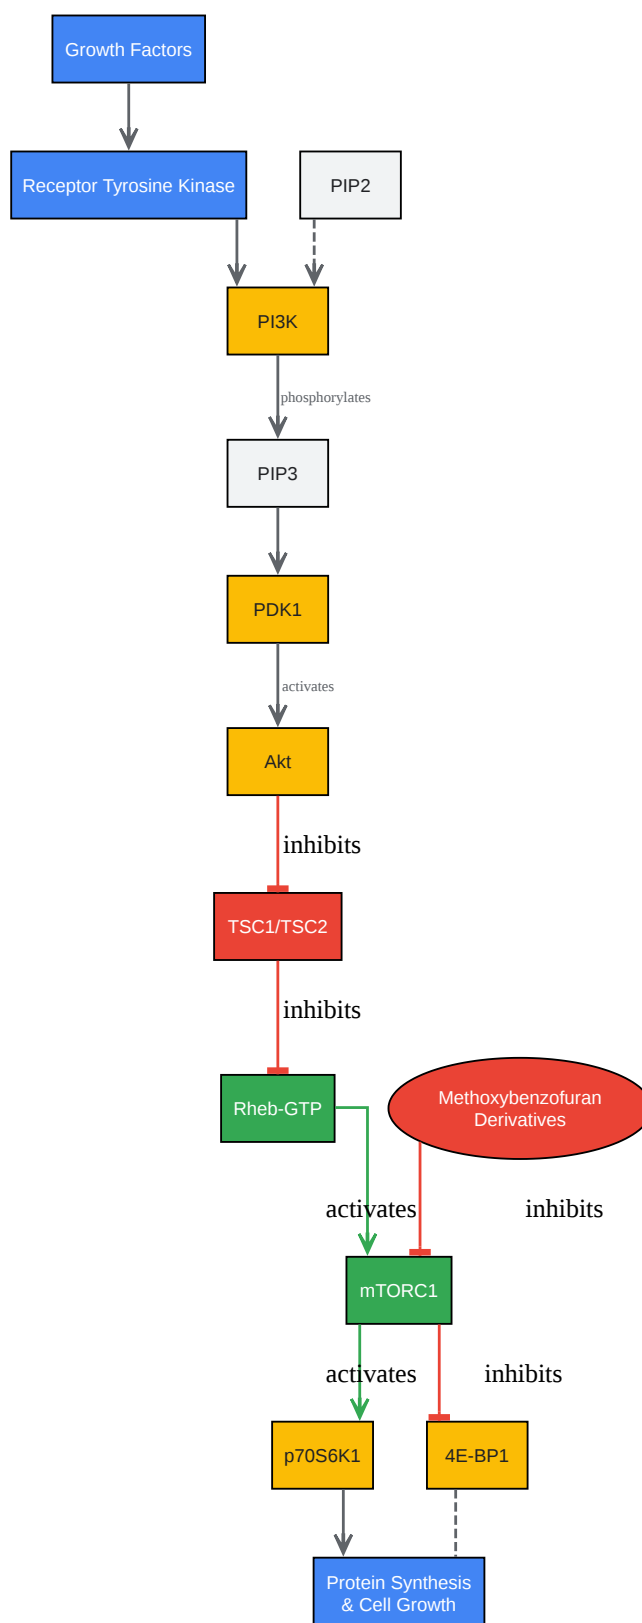 Growth Factors
Receptor Tyrosine Kinase
PIP2
PI3K
phosphorylates
PIP3
PDK1
activates
Akt
inhibits
TSC1/TSC2
inhibits
Rheb-GTP
Methoxybenzofuran
Derivatives
activates
inhibits
mTORC1
activates
inhibits
p70S6K1
4E-BP1
Protein Synthesis
& Cell Growth